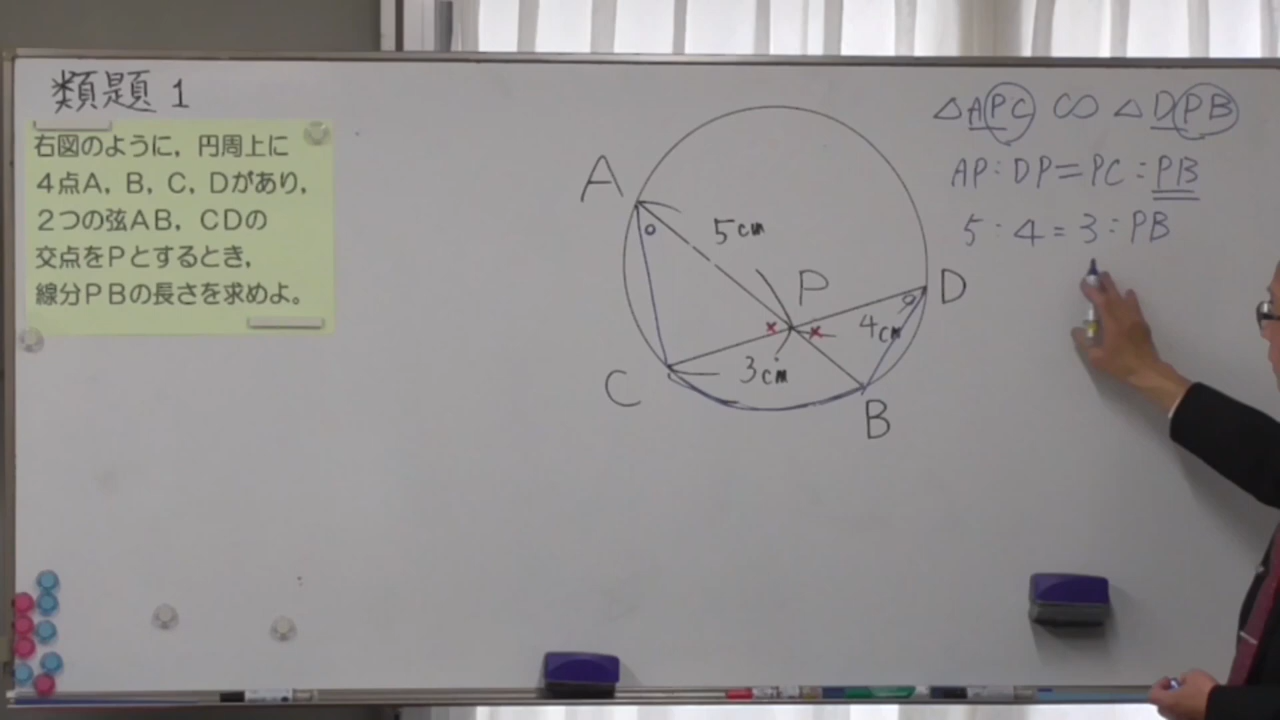 類題1
右図のように，円周上に
４点Ａ，Ｂ，Ｃ，Ｄがあり，
２つの弦ＡＢ，ＣＤの
交点をＰとするとき，
線分ＰＢの長さを求めよ。
A
5cm
P
D
4cm
3cm
C
B
△APC ∽ △DPB
AP:DP=PC:PB
5:4=3:PB